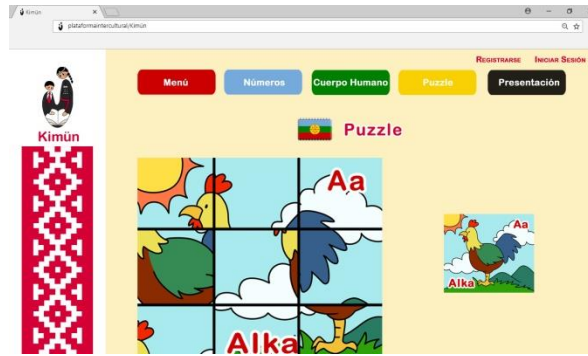 Kimün
plataformaintercultural/Kimün
REGISTRARSE INICIAR SESIÓN
Menú Números Cuerpo Humano Puzzle Presentación
Kimün
Puzzle
Aa
Aa
Alka
Alka